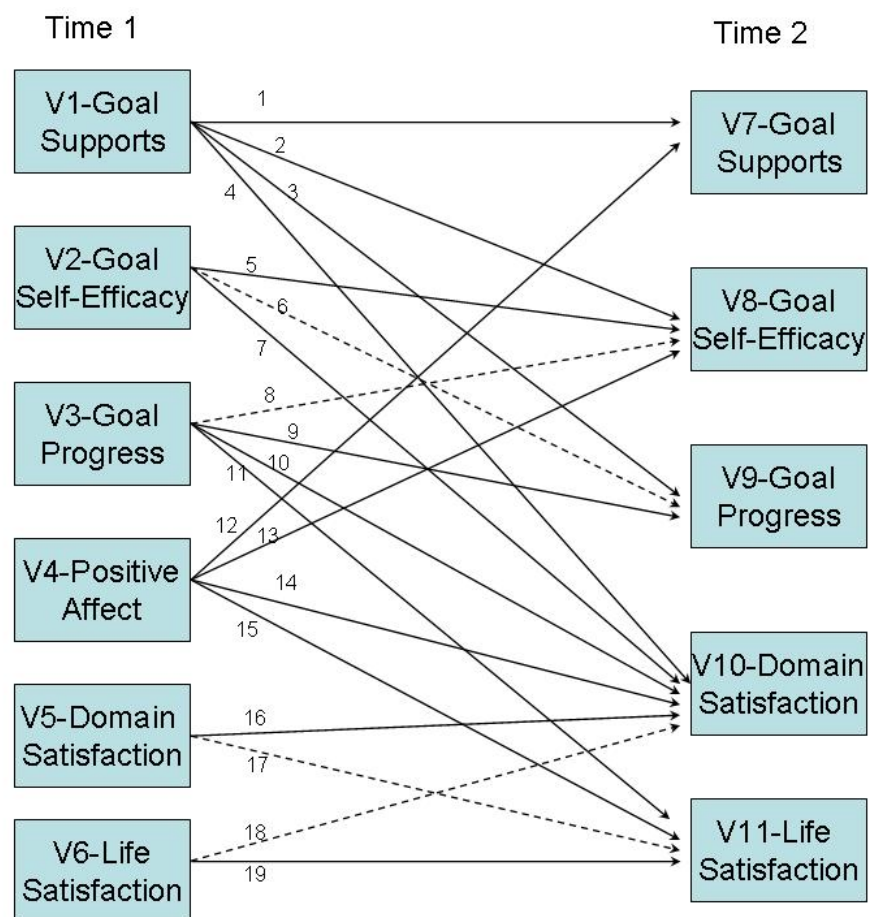 Time 1
Time 2
V1-Goal
Supports
V2-Goal
Self-Efficacy
V3-Goal
Progress
V4-Positive
Affect
V5-Domain
Satisfaction
V6-Life
Satisfaction
1
2
3
4
5
6
7
8
9
10
11
12
13
14
15
16
17
18
19
V7-Goal
Supports
V8-Goal
Self-Efficacy
V9-Goal
Progress
V10-Domain
Satisfaction
V11-Life
Satisfaction